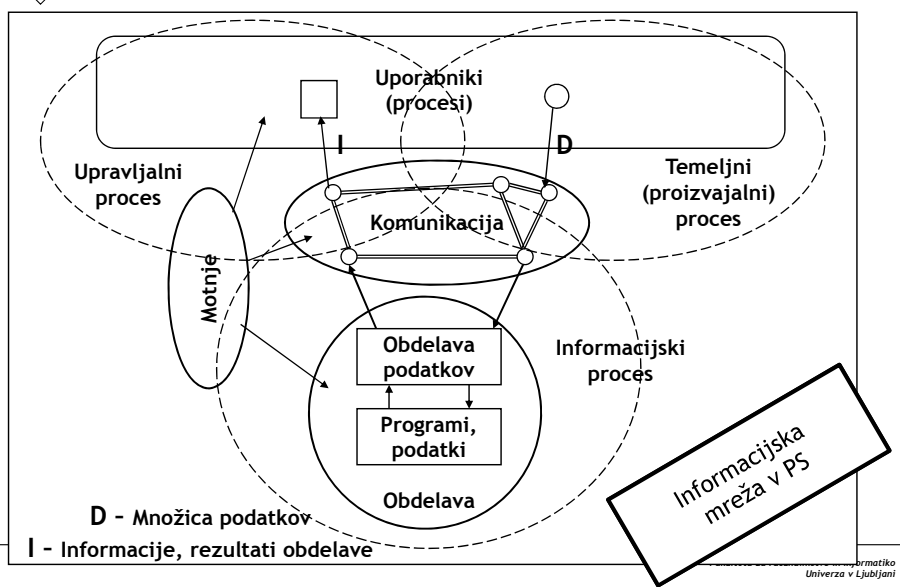 Uporabniki
(procesi)
I
D
Upravljalni
proces
Temeljni
(proizvajalni)
proces
Komunikacija
Motnje
Obdelava
podatkov
Informacijski
proces
Programi,
podatki
Obdelava
Informacijska
mreža v PS
D – Množica podatkov
I – Informacije, rezultati obdelave
Univerza v Ljubljani